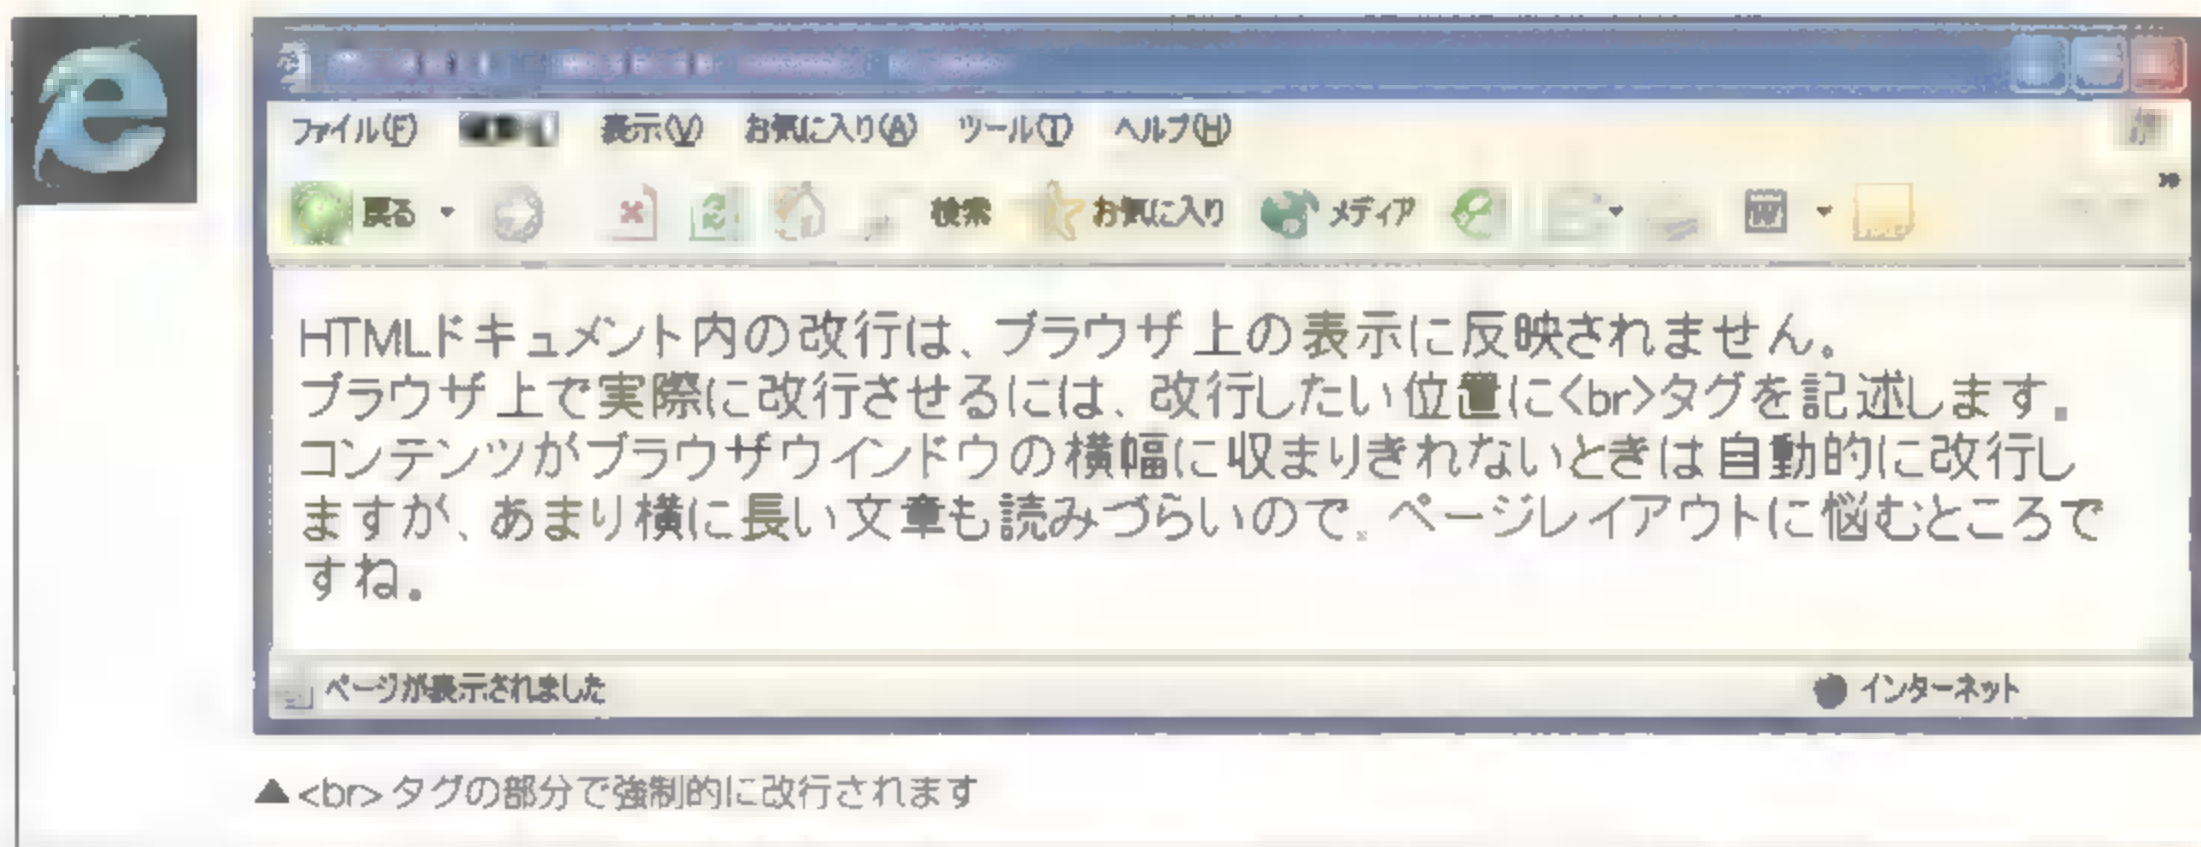 ファイル(F) 表示(V) お気に入り(A) ツール(T) ヘルプ(H)
戻る 検索 お気に入り メディア
HTMLドキュメント内の改行は、ブラウザ上の表示に反映されません。
ブラウザ上で実際に改行させるには、改行したい位置に<br>タグを記述します。
コンテンツがブラウザウインドウの横幅に収まりきれないときは自動的に改行し
ますが、あまり横に長い文章も読みづらいので。ページレイアウトに悩むところで
すね。
ページが表示されました インターネット
▲<br>タグの部分で強制的に改行されます